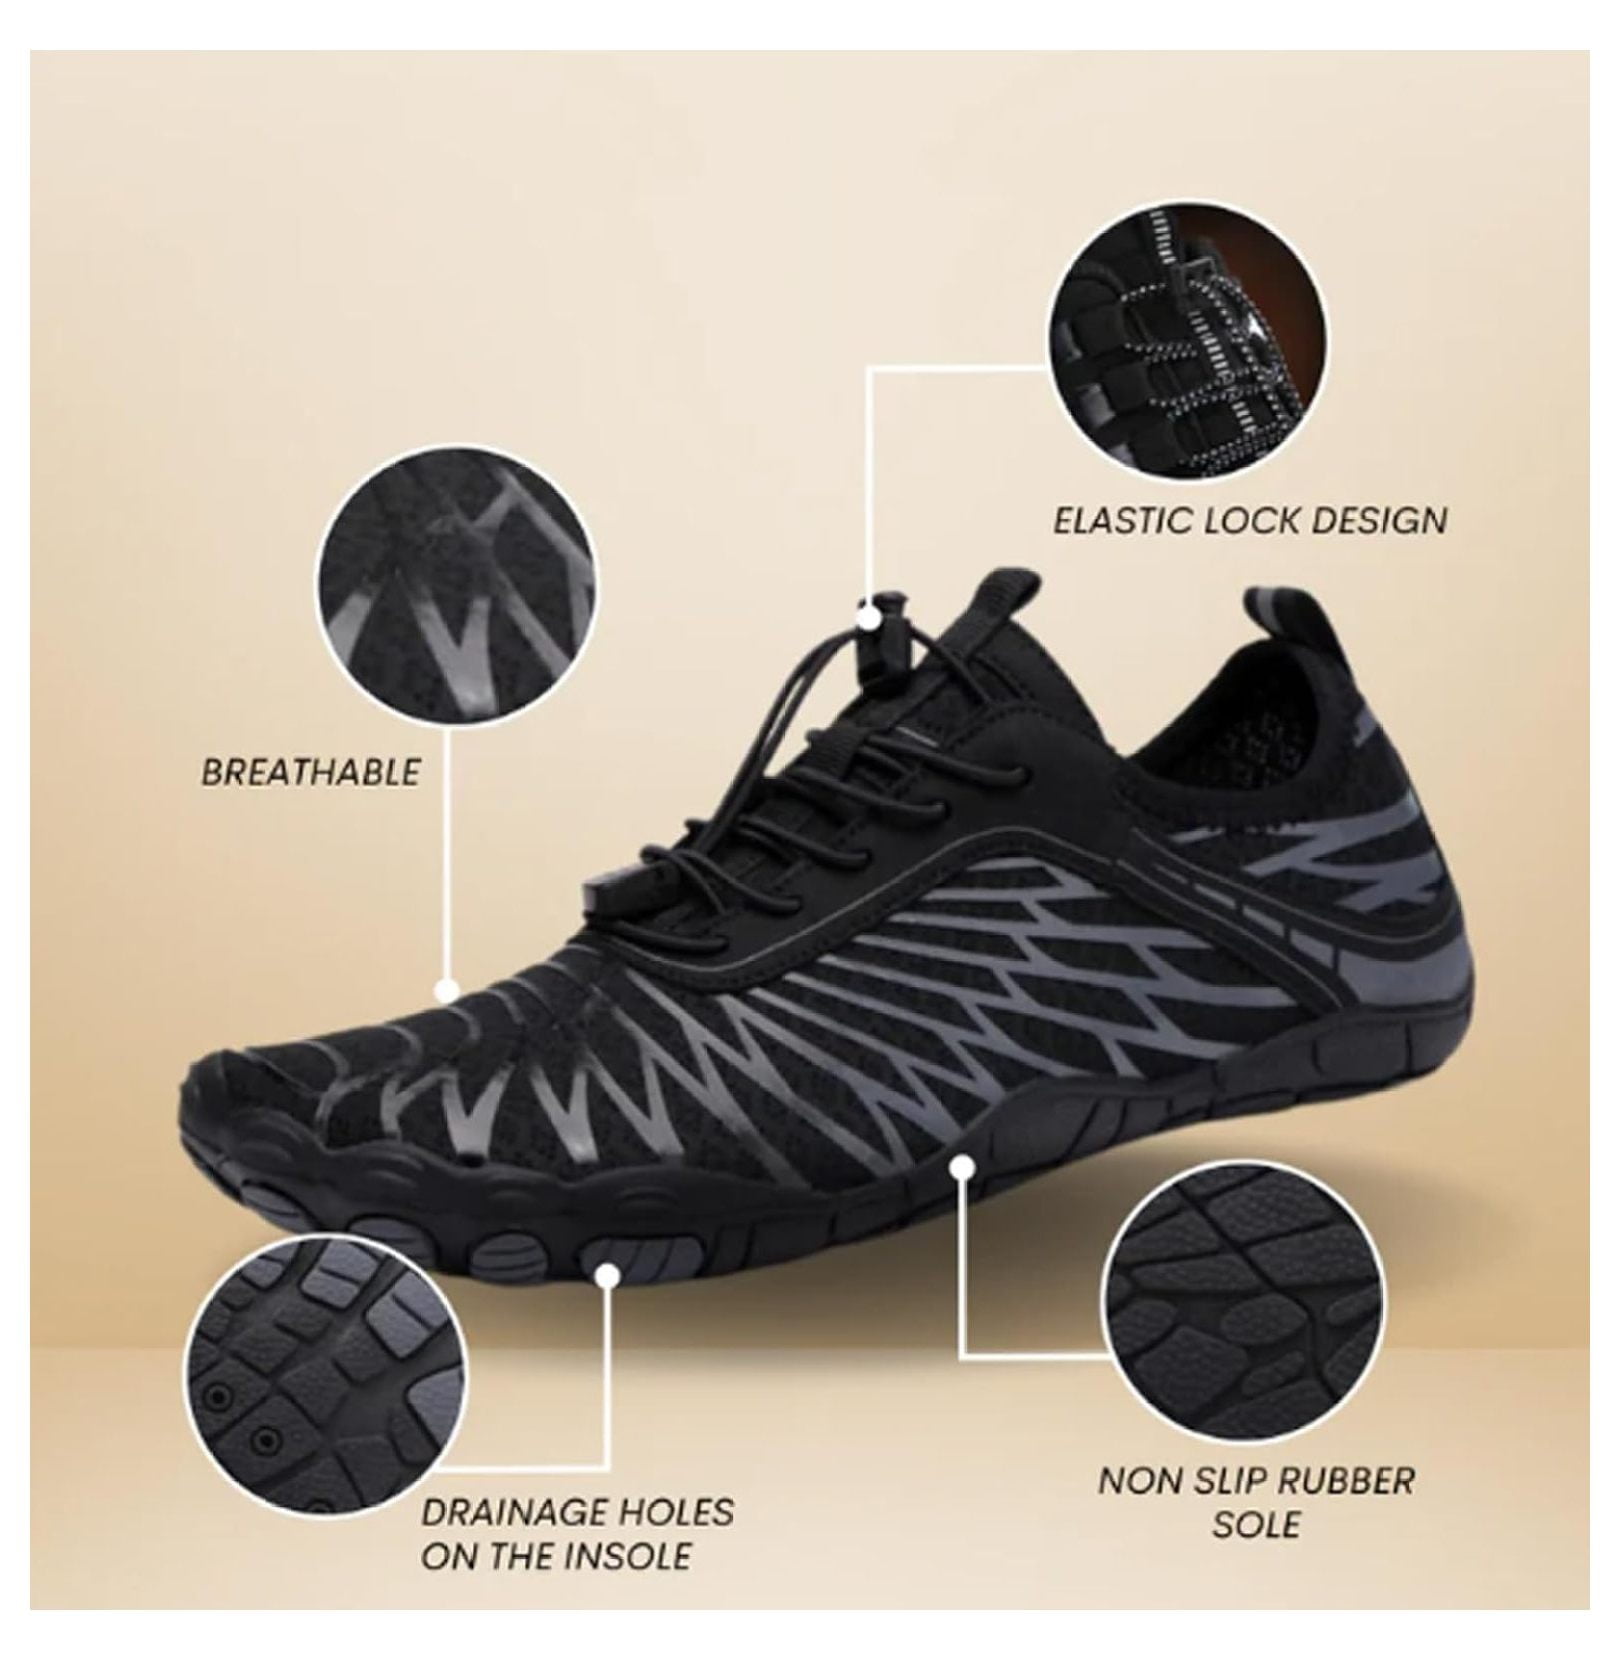 ELASTIC LOCK DESIGN
BREATHABLE
NON SLIP RUBBER
SOLE
DRAINAGE HOLES
ON THE INSOLE